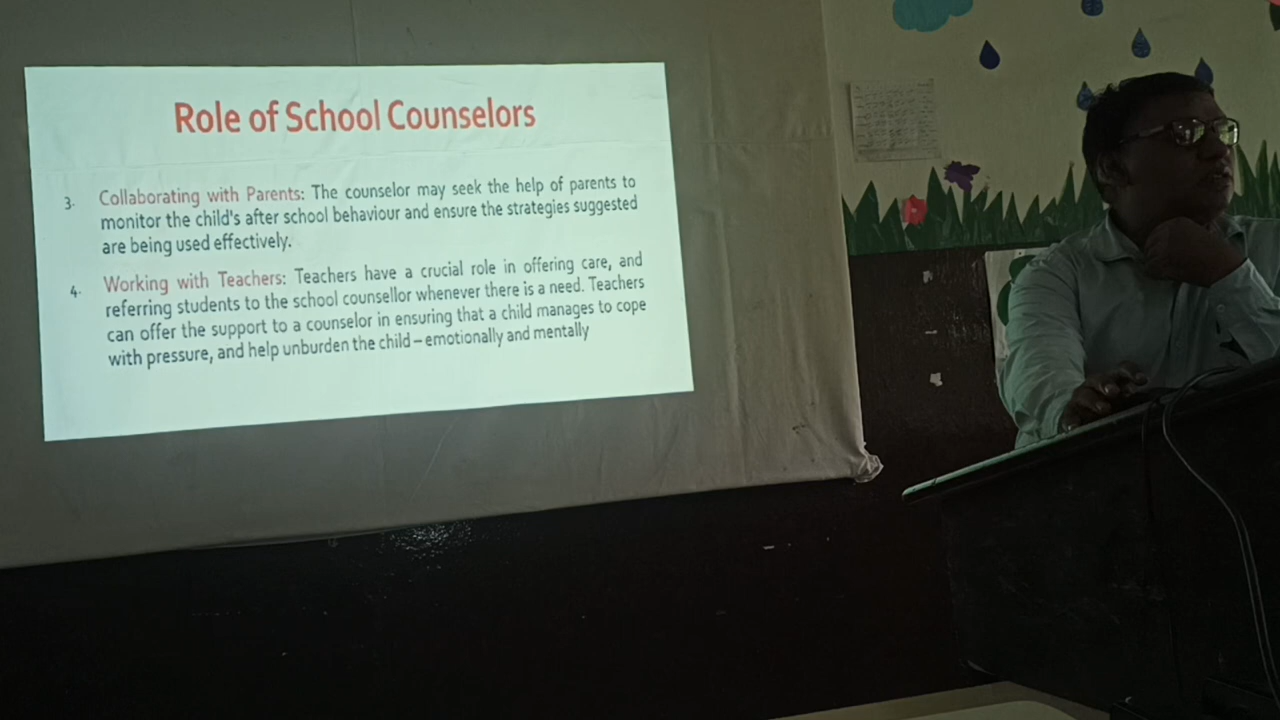 Role of School Counselors
3. Collaborating with Parents: The counselor may seek the help of parents to
monitor the child's after school behaviour and ensure the strategies suggested
are being used effectively.
4. Working with Teachers: Teachers have a crucial role in offering care, and
referring students to the school counsellor whenever there is a need. Teachers
can offer the support to a counselor in ensuring that a child manages to cope
with pressure, and help unburden the child – emotionally and mentally